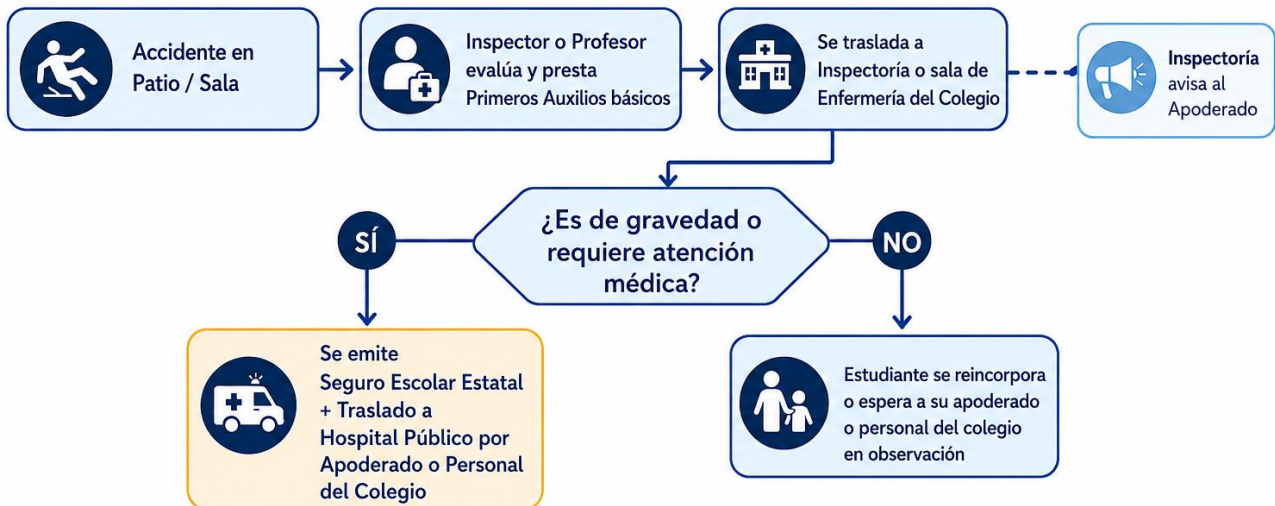 Accidente en
Patio / Sala
Inspector o Profesor
evalúa y presta
Primeros Auxilios básicos
Se traslada a
Inspectoría o sala de
Enfermería del Colegio
Inspectoría
avisa al
Apoderado
¿Es de gravedad o
requiere atención
médica?
SÍ
NO
Se emite
Seguro Escolar Estatal
+ Traslado a
Hospital Público por
Apoderado o Personal
del Colegio
Estudiante se reincorpora
o espera a su apoderado
o personal del colegio
en observación